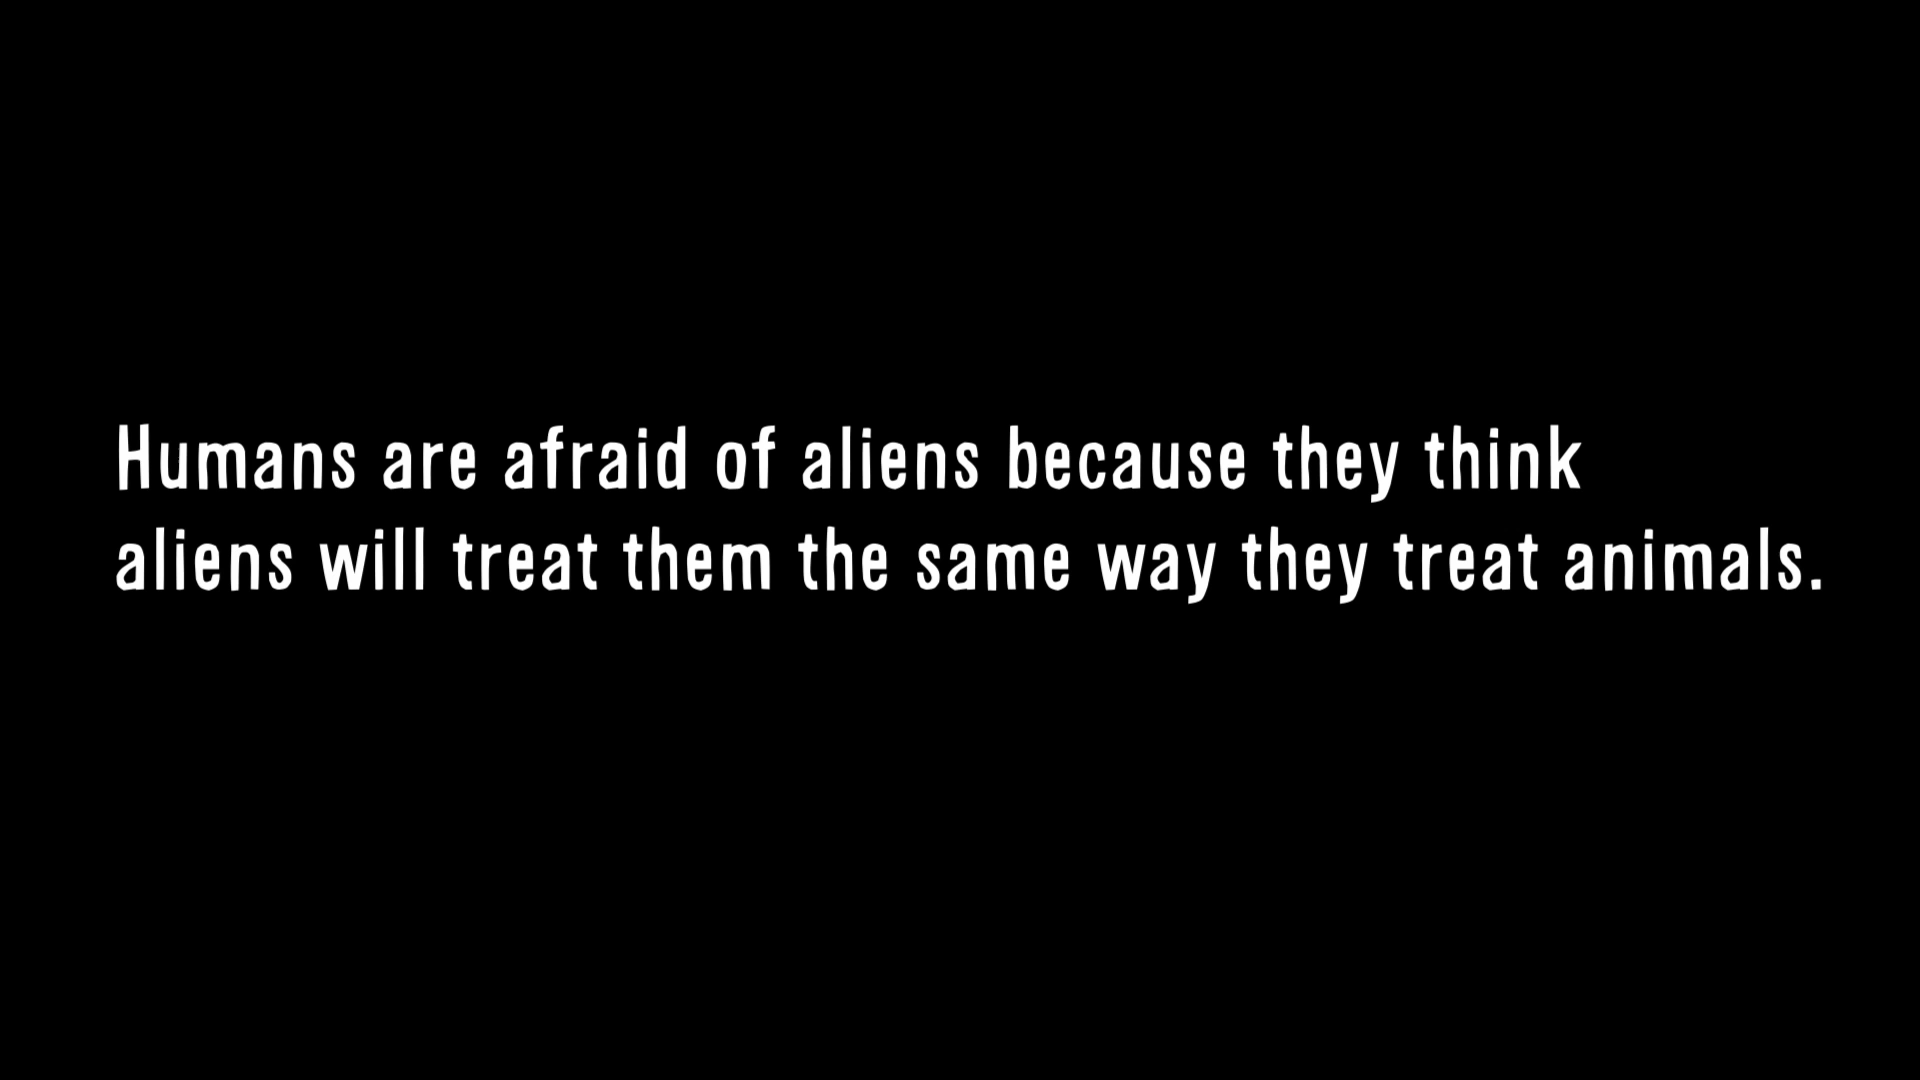 Humans are afraid of aliens because they think
aliens will treat them the same way they treat animals.